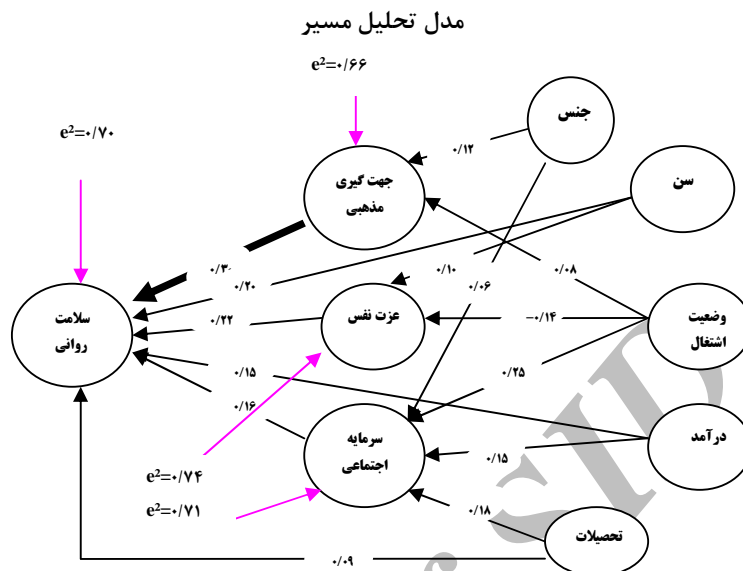 مدل تحلیل مسیر
e²=۰/۶۶
جنس
e²=۰/۷۰
۰/۱۲
جهت گیری
مذهبی
سن
۰/۳۰
۰/۱۰
۰/۰۸
۰/۲۰
۰/۰۶
سلامت
روانی
۰/۲۲
عزت نفس
-۰/۱۴
وضعیت
اشتغال
۰/۱۵
۰/۲۵
۰/۱۶
سرمایه
اجتماعی
۰/۱۵
درآمد
e²=۰/۷۴
e²=۰/۷۱
۰/۱۸
تحصیلات
۰/۰۹
SID